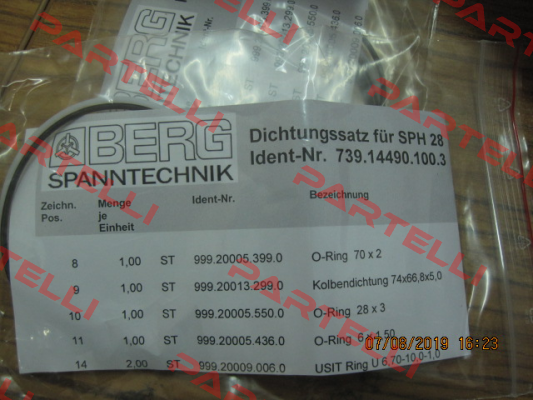 BERG
SPANNTECHNIK
Dichtungssatz für SPH 28
Ident-Nr. 739.14490.100.3
Zeichn. Pos. Menge je Einheit Ident-Nr. Bezeichnung
8 1,00 ST 999.20005.399.0 O-Ring 70 x 2
9 1,00 ST 999.20013.299.0 Kolbendichtung 74x66,8x5,0
10 1,00 ST 999.20005.550.0 O-Ring 28 x 3
11 1,00 ST 999.20005.436.0 O-Ring 6 x 1,50
14 2,00 ST 999.20009.006.0 USIT Ring U 6.70-10.0-1,0
07/08/2019 16:23
PARTELLI
PARTELLI
PARTELLI
PARTELLI